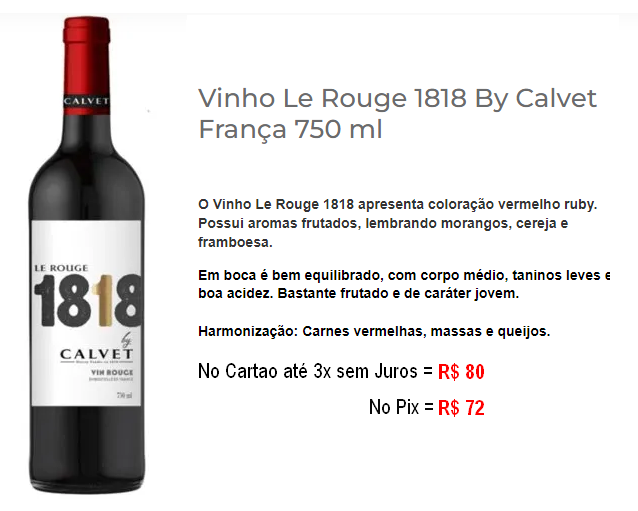 CALVET
Vinho Le Rouge 1818 By Calvet
França 750 ml
O Vinho Le Rouge 1818 apresenta coloração vermelho ruby.
Possui aromas frutados, lembrando morangos, cereja e
framboesa.
Em boca é bem equilibrado, com corpo médio, taninos leves e
boa acidez. Bastante frutado e de caráter jovem.
Harmonização: Carnes vermelhas, massas e queijos.
No Cartao até 3x sem Juros = R$ 80
No Pix = R$ 72
LE ROUGE
1818
by
CALVET
VIN ROUGE
750 ml